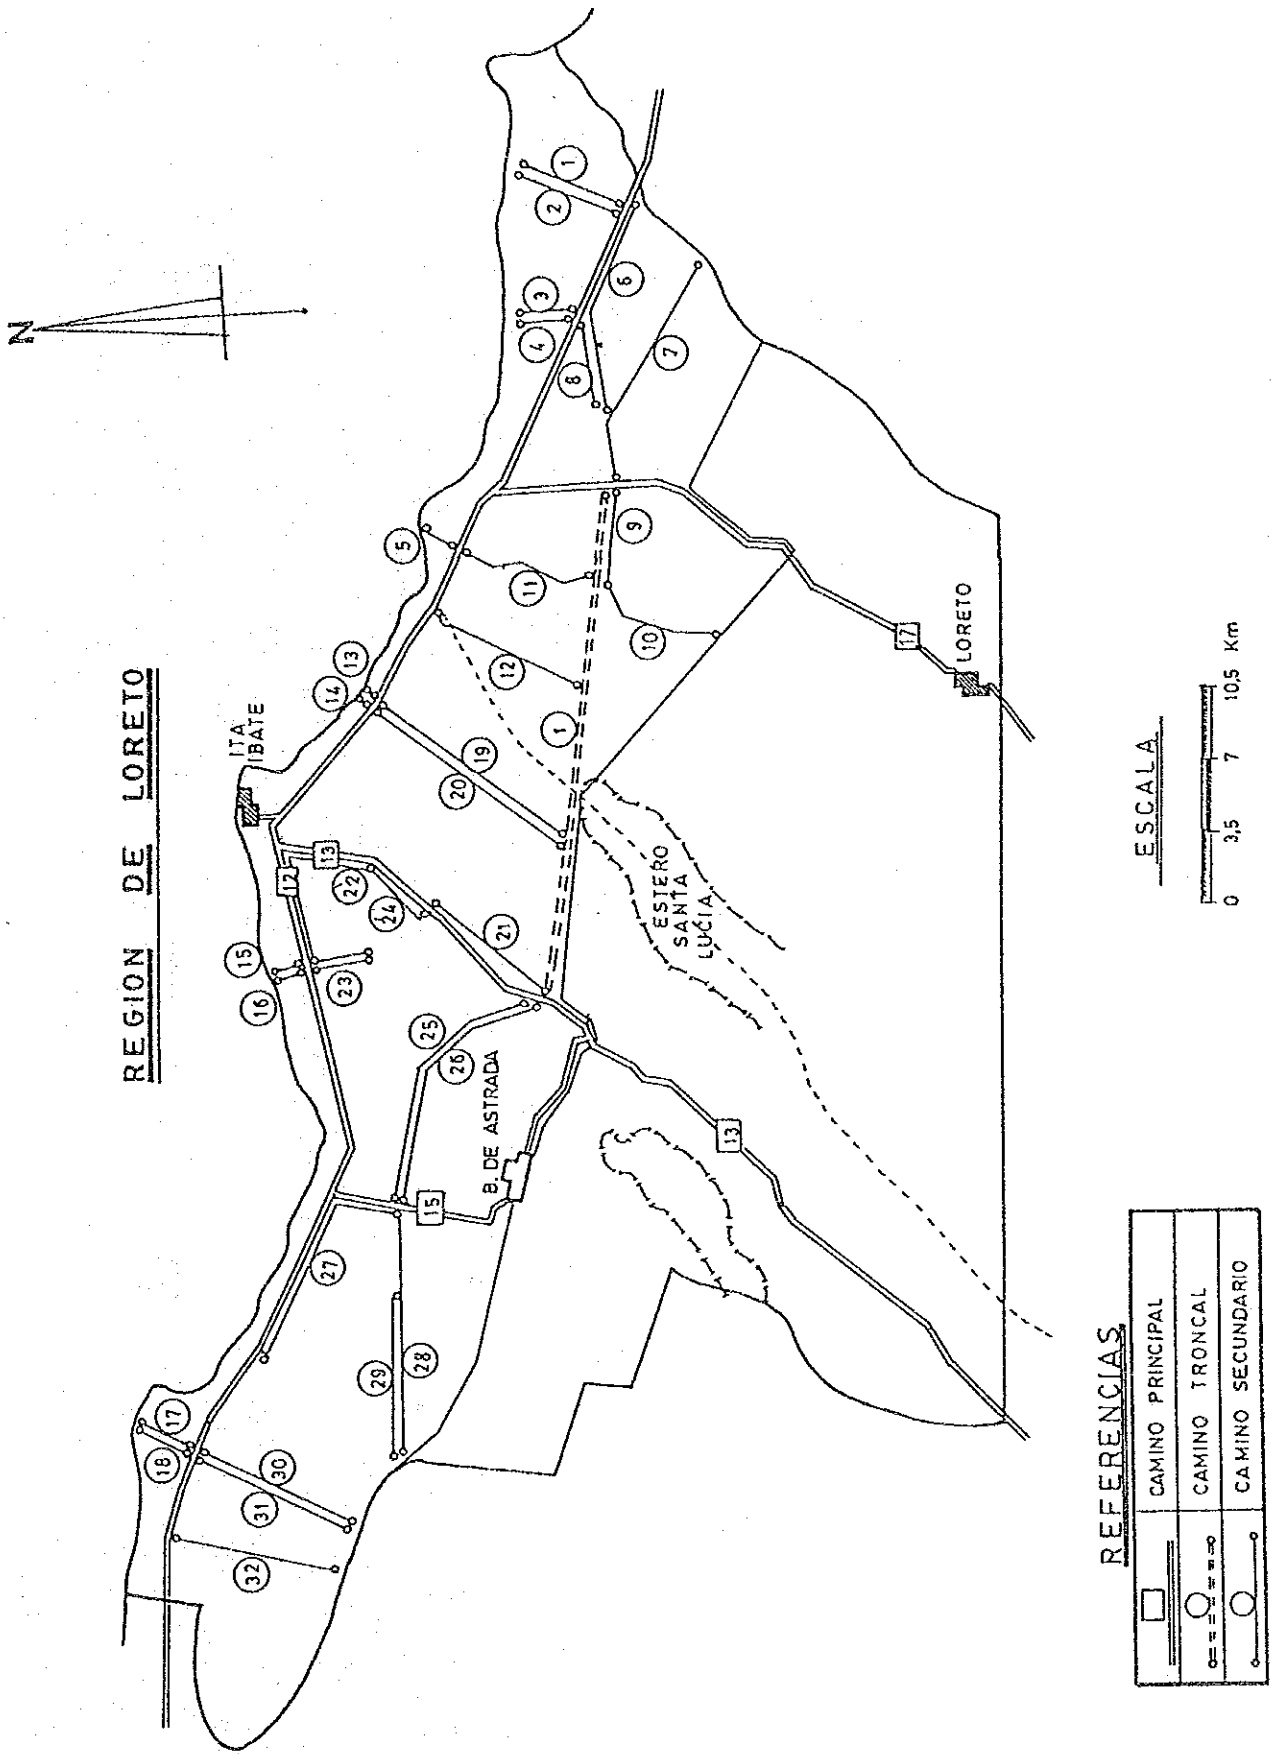 REGION DE LORETO
N
ITA
IBATE
1
2
3
4
5
6
7
8
9
10
11
12
13
14
15
16
17
18
19
20
21
22
23
24
25
26
27
28
29
30
31
32
1
12
13
13
15
17
B. DE ASTRADA
ESTERO
SANTA
LUCIA
LORETO
ESCALA
0 3,5 7 10,5 Km
REFERENCIAS
CAMINO PRINCIPAL
CAMINO TRONCAL
CAMINO SECUNDARIO